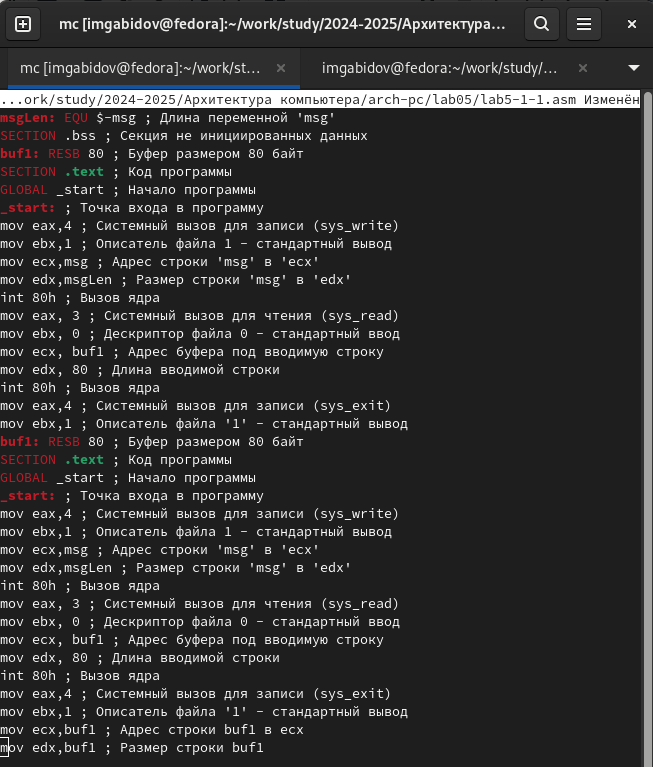 mc [imgabidov@fedora]:~/work/study/2024-2025/Архитектура...
mc [imgabidov@fedora]:~/work/st...
imgabidov@fedora:~/work/study/...
...ork/study/2024-2025/Архитектура компьютера/arch-pc/lab05/lab5-1-1.asm Изменён
msgLen: EQU $-msg ; Длина переменной 'msg'
SECTION .bss ; Секция не инициированных данных
buf1: RESB 80 ; Буфер размером 80 байт
SECTION .text ; Код программы
GLOBAL _start ; Начало программы
_start: ; Точка входа в программу
mov eax,4 ; Системный вызов для записи (sys_write)
mov ebx,1 ; Описатель файла 1 - стандартный вывод
mov ecx,msg ; Адрес строки 'msg' в 'ecx'
mov edx,msgLen ; Размер строки 'msg' в 'edx'
int 80h ; Вызов ядра
mov eax, 3 ; Системный вызов для чтения (sys_read)
mov ebx, 0 ; Дескриптор файла 0 - стандартный ввод
mov ecx, buf1 ; Адрес буфера под вводимую строку
mov edx, 80 ; Длина вводимой строки
int 80h ; Вызов ядра
mov eax,4 ; Системный вызов для записи (sys_exit)
mov ebx,1 ; Описатель файла '1' - стандартный вывод
buf1: RESB 80 ; Буфер размером 80 байт
SECTION .text ; Код программы
GLOBAL _start ; Начало программы
_start: ; Точка входа в программу
mov eax,4 ; Системный вызов для записи (sys_write)
mov ebx,1 ; Описатель файла 1 - стандартный вывод
mov ecx,msg ; Адрес строки 'msg' в 'ecx'
mov edx,msgLen ; Размер строки 'msg' в 'edx'
int 80h ; Вызов ядра
mov eax, 3 ; Системный вызов для чтения (sys_read)
mov ebx, 0 ; Дескриптор файла 0 - стандартный ввод
mov ecx, buf1 ; Адрес буфера под вводимую строку
mov edx, 80 ; Длина вводимой строки
int 80h ; Вызов ядра
mov eax,4 ; Системный вызов для записи (sys_exit)
mov ebx,1 ; Описатель файла '1' - стандартный вывод
mov ecx,buf1 ; Адрес строки buf1 в ecx
mov edx,buf1 ; Размер строки buf1